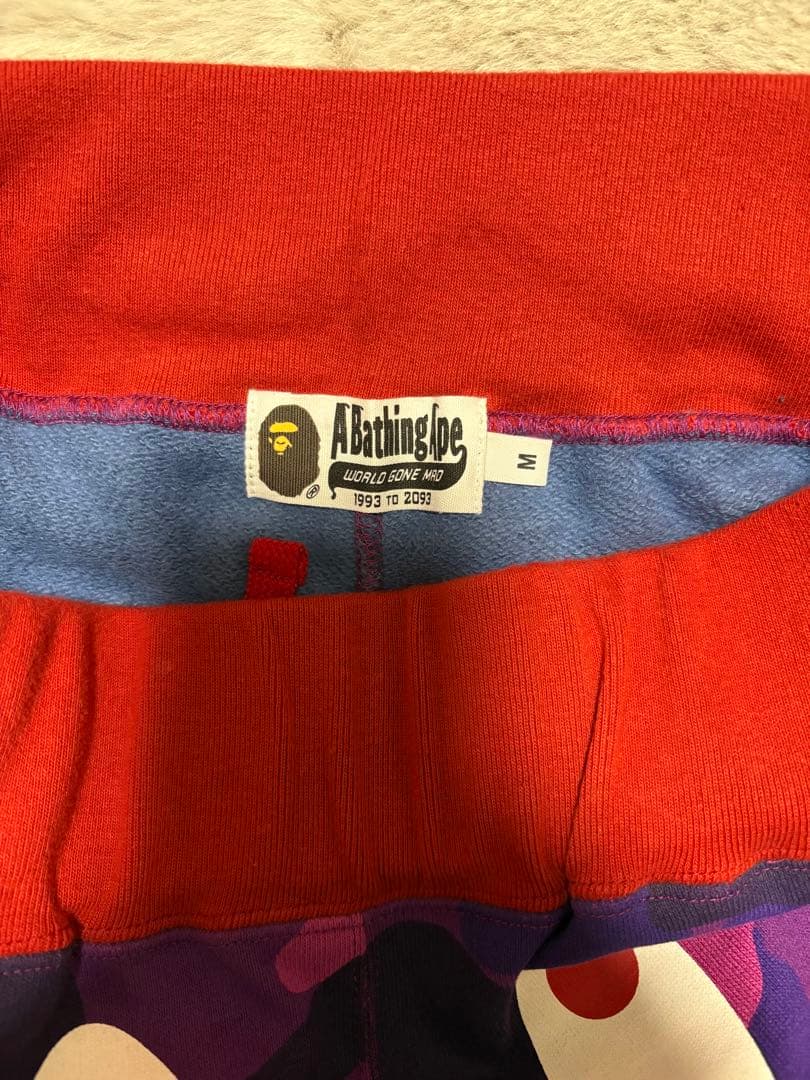 A Bathing Ape
WORLD GONE MAD
1993 TO 2093
®
M